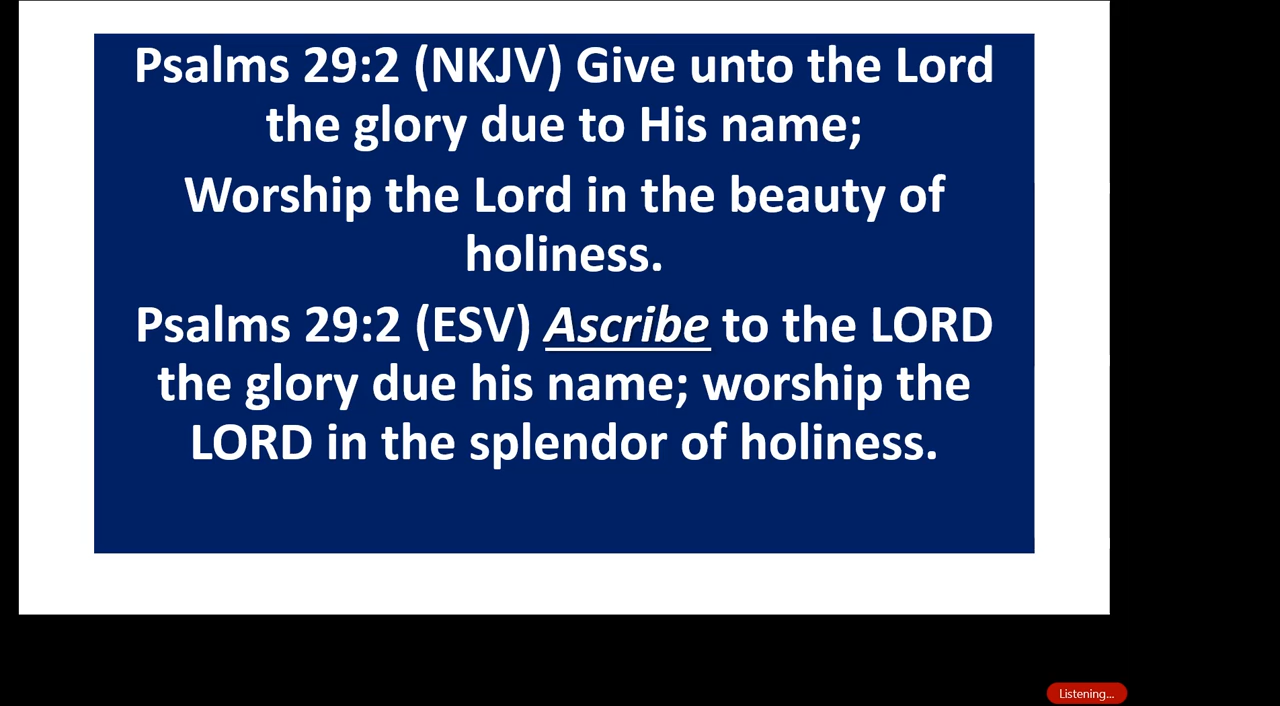 Psalms 29:2 (NKJV) Give unto the Lord
the glory due to His name;
Worship the Lord in the beauty of
holiness.
Psalms 29:2 (ESV) Ascribe to the LORD
the glory due his name; worship the
LORD in the splendor of holiness.
Listening...